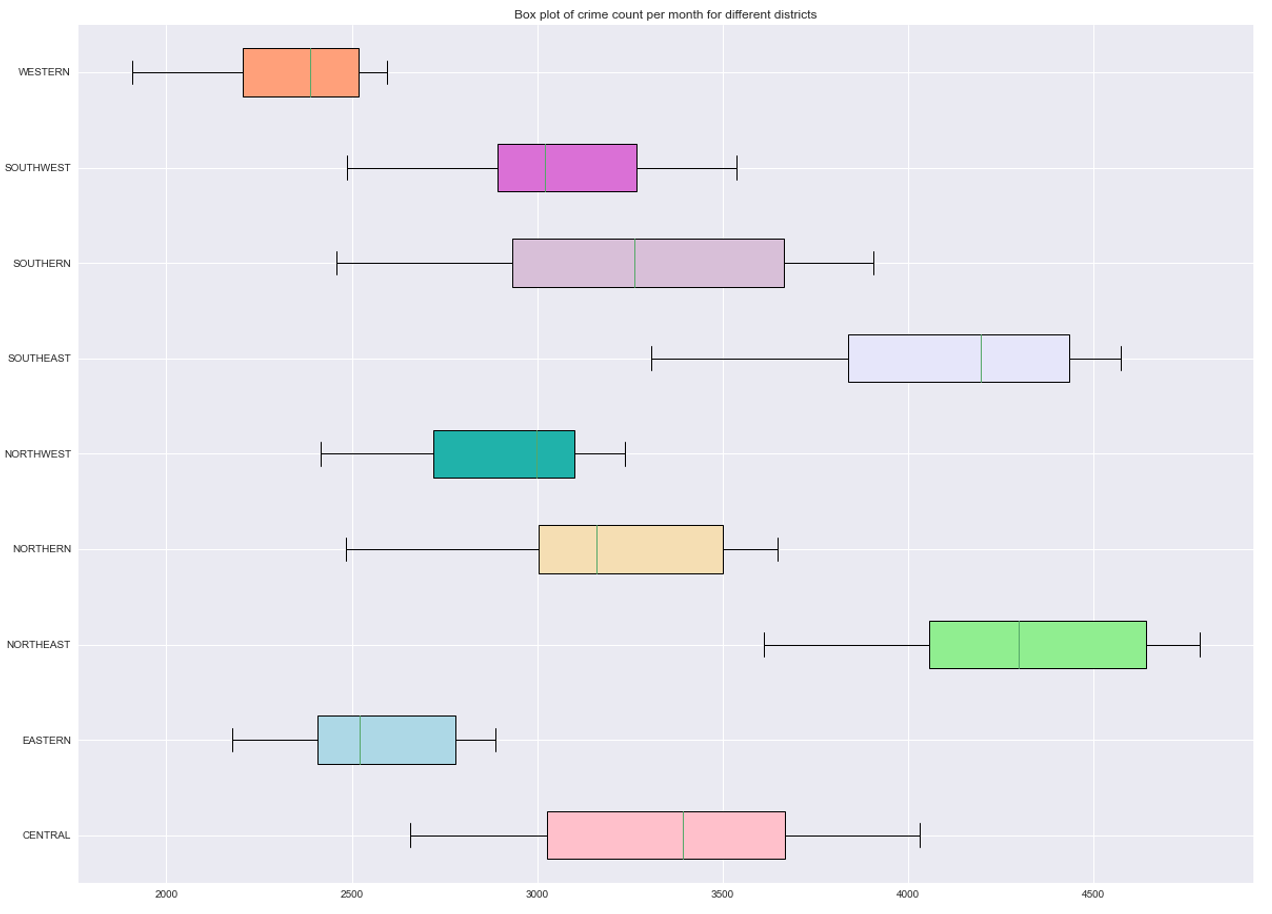 Box plot of crime count per month for different districts
WESTERN
SOUTHWEST
SOUTHERN
SOUTHEAST
NORTHWEST
NORTHERN
NORTHEAST
EASTERN
CENTRAL
2000 2500 3000 3500 4000 4500